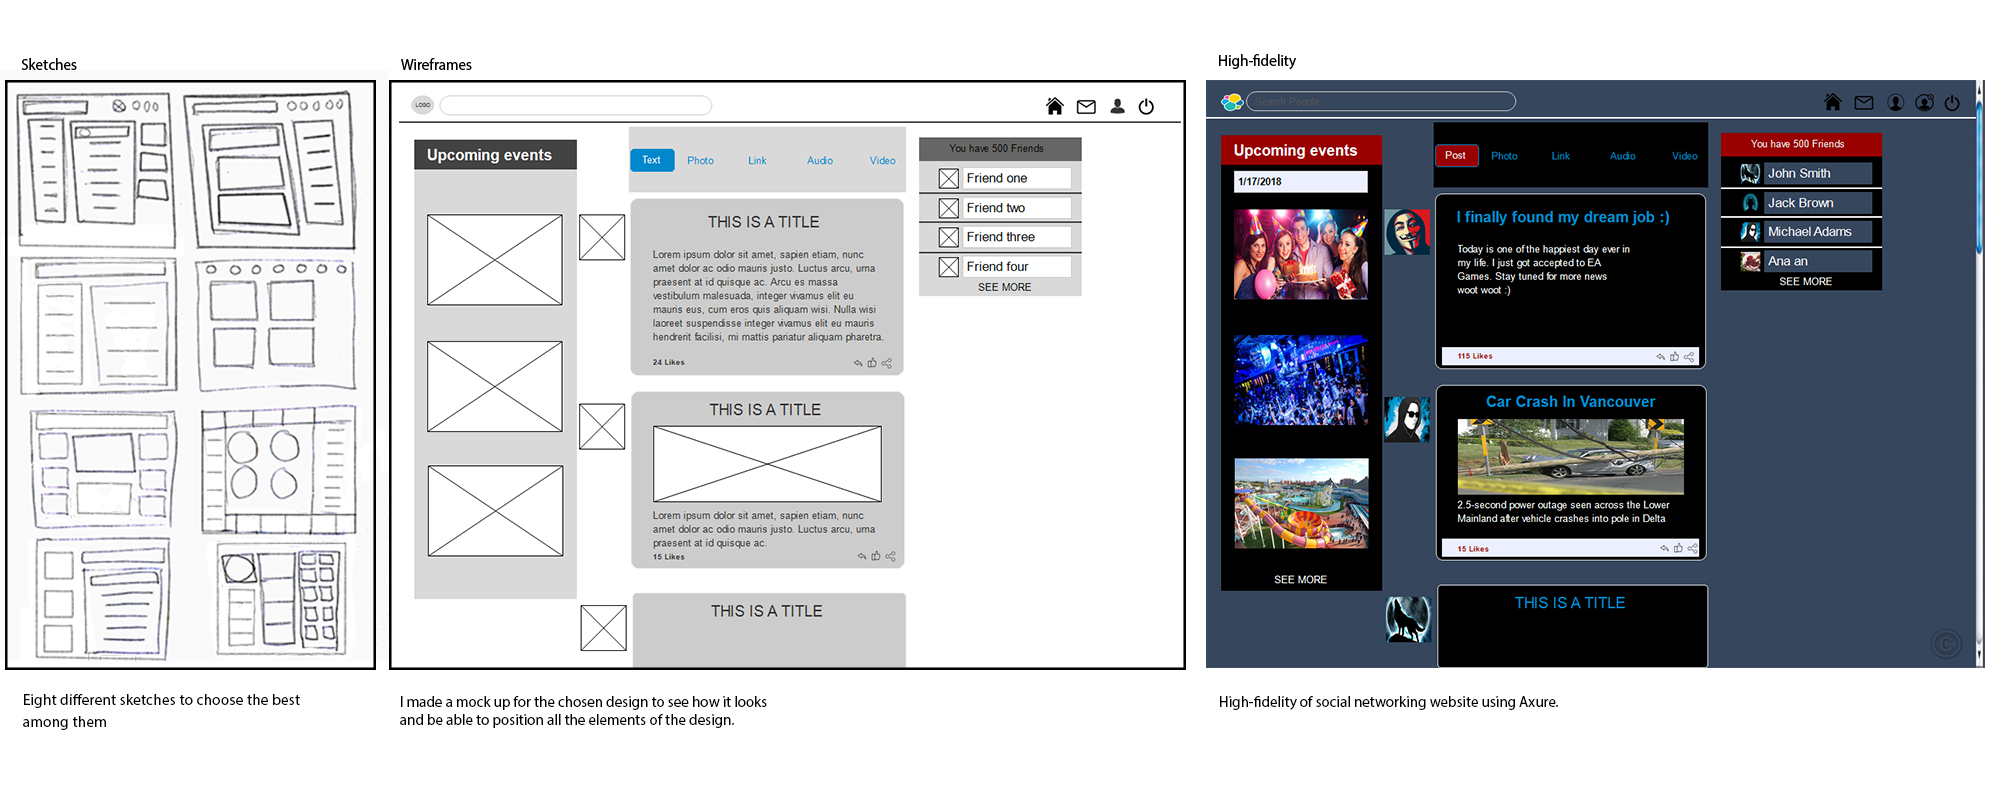 Sketches
Eight different sketches to choose the best
among them
Wireframes
LOGO
Upcoming events
Text Photo Link Audio Video
THIS IS A TITLE
Lorem ipsum dolor sit amet, sapien etiam, nunc
amet dolor ac odio mauris justo. Luctus arcu, urna
praesent at id quisque ac. Arcu es massa
vestibulum malesuada, integer vivamus elit eu
mauris eus, cum eros quis aliquam wisi. Nulla wisi
laoreet suspendisse integer vivamus elit eu mauris
hendrerit facilisi, mi mattis pariatur aliquam pharetra.
24 Likes
THIS IS A TITLE
Lorem ipsum dolor sit amet, sapien etiam, nunc
amet dolor ac odio mauris justo. Luctus arcu, urna
praesent at id quisque ac.
15 Likes
THIS IS A TITLE
You have 500 Friends
Friend one
Friend two
Friend three
Friend four
SEE MORE
I made a mock up for the chosen design to see how it looks
and be able to position all the elements of the design.
High-fidelity
Search People
Upcoming events
1/17/2018
SEE MORE
Post Photo Link Audio Video
I finally found my dream job :)
Today is one of the happiest day ever in
my life. I just got accepted to EA
Games. Stay tuned for more news
woot woot :)
115 Likes
Car Crash In Vancouver
2.5-second power outage seen across the Lower
Mainland after vehicle crashes into pole in Delta
15 Likes
THIS IS A TITLE
You have 500 Friends
John Smith
Jack Brown
Michael Adams
Ana an
SEE MORE
©
High-fidelity of social networking website using Axure.